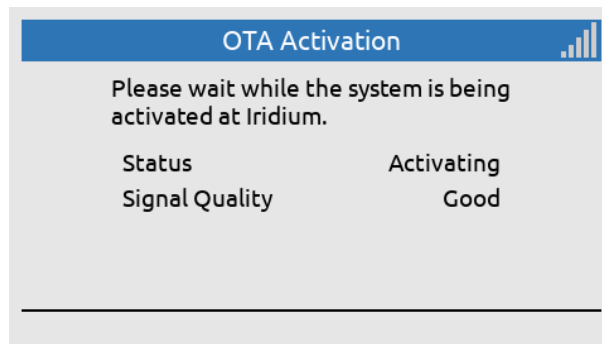 OTA Activation
Please wait while the system is being
activated at Iridium.
Status Activating
Signal Quality Good